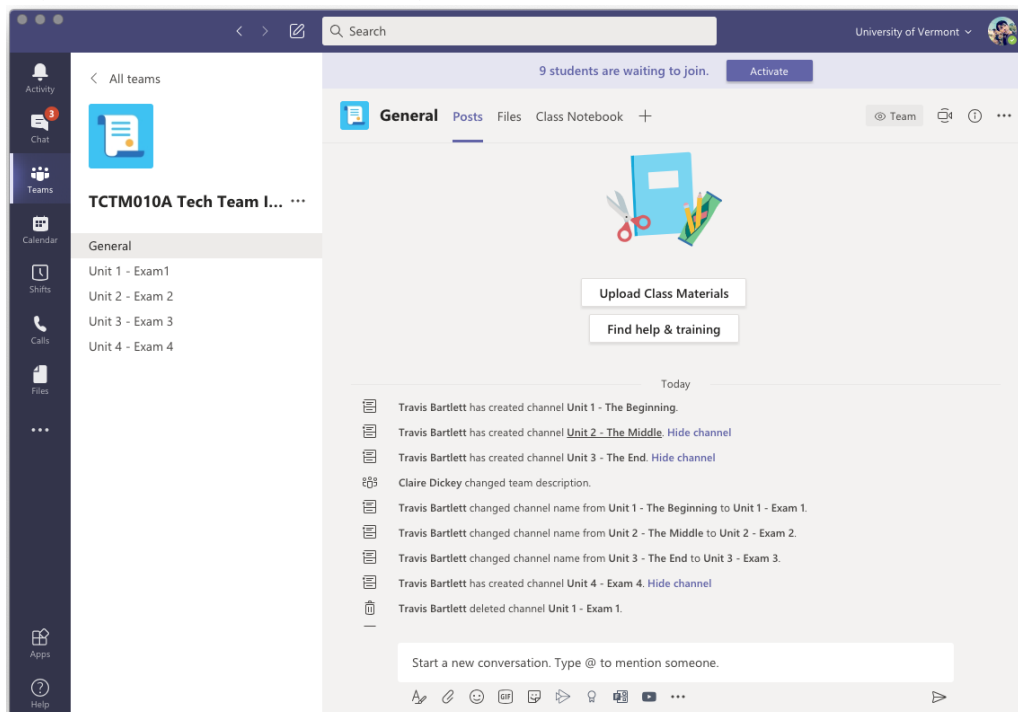 Search
University of Vermont
Activity
Chat
3
Teams
Calendar
Shifts
Calls
Files
Apps
Help
All teams
TCTM010A Tech Team I...
General
Unit 1 - Exam1
Unit 2 - Exam 2
Unit 3 - Exam 3
Unit 4 - Exam 4
9 students are waiting to join.
Activate
General
Posts
Files
Class Notebook
Team
Upload Class Materials
Find help & training
Today
Travis Bartlett has created channel Unit 1 - The Beginning.
Travis Bartlett has created channel Unit 2 - The Middle. Hide channel
Travis Bartlett has created channel Unit 3 - The End. Hide channel
Claire Dickey changed team description.
Travis Bartlett changed channel name from Unit 1 - The Beginning to Unit 1 - Exam 1.
Travis Bartlett changed channel name from Unit 2 - The Middle to Unit 2 - Exam 2.
Travis Bartlett changed channel name from Unit 3 - The End to Unit 3 - Exam 3.
Travis Bartlett has created channel Unit 4 - Exam 4. Hide channel
Travis Bartlett deleted channel Unit 1 - Exam 1.
Start a new conversation. Type @ to mention someone.
GIF